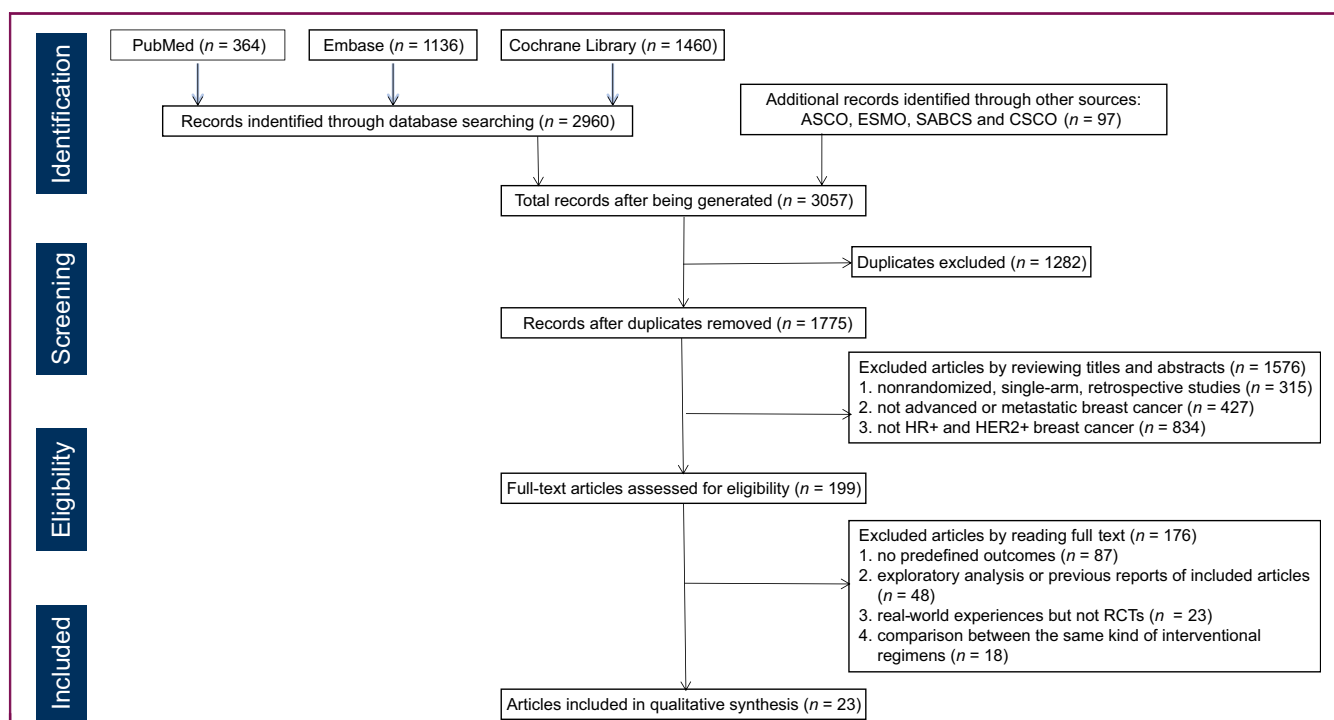 Identification
PubMed (n = 364)
Embase (n = 1136)
Cochrane Library (n = 1460)
Records indentified through database searching (n = 2960)
Additional records identified through other sources:
ASCO, ESMO, SABCS and CSCO (n = 97)
Total records after being generated (n = 3057)
Screening
Duplicates excluded (n = 1282)
Records after duplicates removed (n = 1775)
Excluded articles by reviewing titles and abstracts (n = 1576)
1. nonrandomized, single-arm, retrospective studies (n = 315)
2. not advanced or metastatic breast cancer (n = 427)
3. not HR+ and HER2+ breast cancer (n = 834)
Eligibility
Full-text articles assessed for eligibility (n = 199)
Excluded articles by reading full text (n = 176)
1. no predefined outcomes (n = 87)
2. exploratory analysis or previous reports of included articles
(n = 48)
3. real-world experiences but not RCTs (n = 23)
4. comparison between the same kind of interventional
regimens (n = 18)
Included
Articles included in qualitative synthesis (n = 23)